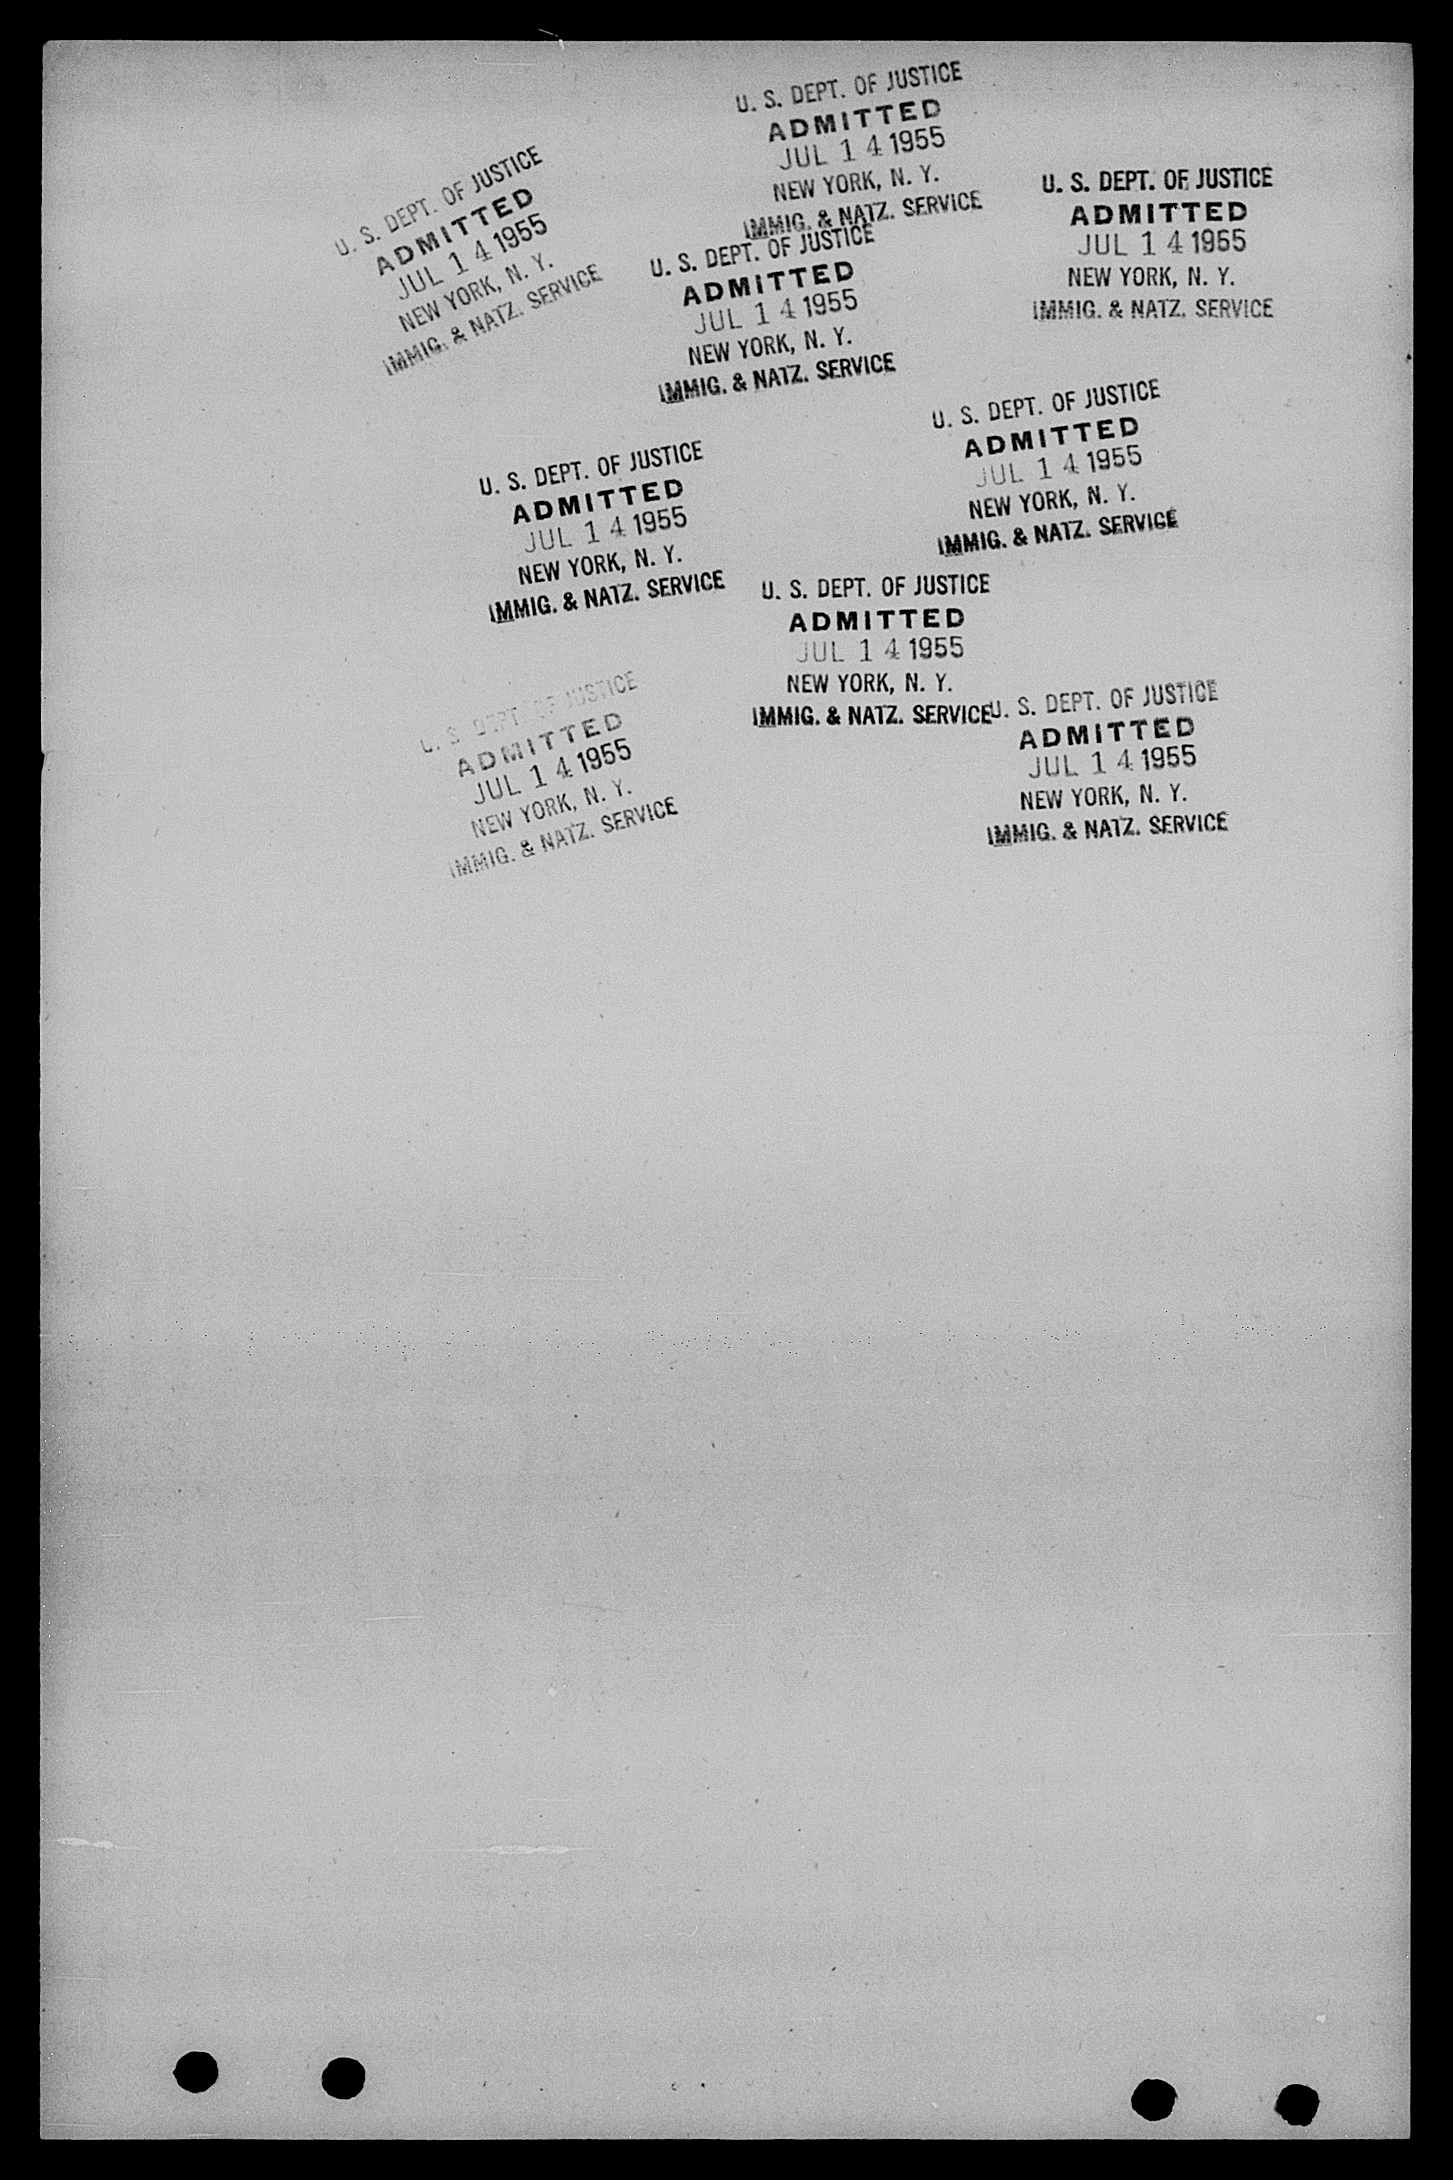 U. S. DEPT. OF JUSTICE
ADMITTED
JUL 14 1955
NEW YORK, N. Y.
IMMIG. & NATZ. SERVICE
U. S. DEPT. OF JUSTICE
ADMITTED
JUL 14 1955
NEW YORK, N. Y.
IMMIG. & NATZ. SERVICE
U. S. DEPT. OF JUSTICE
ADMITTED
JUL 14 1955
NEW YORK, N. Y.
IMMIG. & NATZ. SERVICE
U. S. DEPT. OF JUSTICE
ADMITTED
JUL 14 1955
NEW YORK, N. Y.
IMMIG. & NATZ. SERVICE
U. S. DEPT. OF JUSTICE
ADMITTED
JUL 14 1955
NEW YORK, N. Y.
IMMIG. & NATZ. SERVICE
U. S. DEPT. OF JUSTICE
ADMITTED
JUL 14 1955
NEW YORK, N. Y.
IMMIG. & NATZ. SERVICE
U. S. DEPT. OF JUSTICE
ADMITTED
JUL 14 1955
NEW YORK, N. Y.
IMMIG. & NATZ. SERVICE
U. S. DEPT. OF JUSTICE
ADMITTED
JUL 14 1955
NEW YORK, N. Y.
IMMIG. & NATZ. SERVICE
U. S. DEPT. OF JUSTICE
ADMITTED
JUL 14 1955
NEW YORK, N. Y.
IMMIG. & NATZ. SERVICE